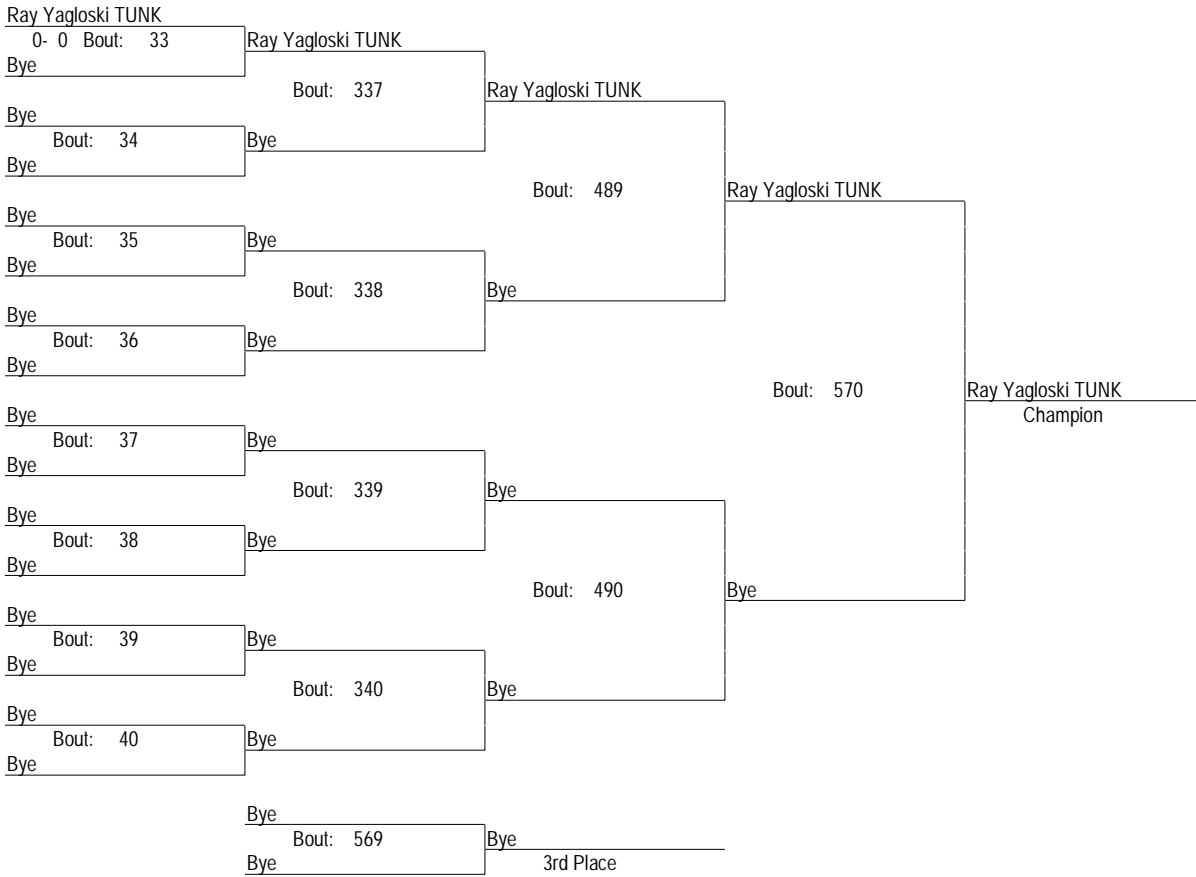 Ray Yagloski TUNK
0- 0 Bout: 33 Ray Yagloski TUNK
Bye
Bout: 337 Ray Yagloski TUNK
Bye
Bout: 34 Bye
Bye
Bout: 489 Ray Yagloski TUNK
Bye
Bout: 35 Bye
Bye
Bout: 338 Bye
Bye
Bout: 36 Bye
Bye
Bout: 570 Ray Yagloski TUNK
Bye Champion
Bout: 37 Bye
Bye
Bout: 339 Bye
Bye
Bout: 38 Bye
Bye
Bout: 490 Bye
Bye
Bout: 39 Bye
Bye
Bout: 340 Bye
Bye
Bout: 40 Bye
Bye
Bye
Bout: 569 Bye
Bye 3rd Place